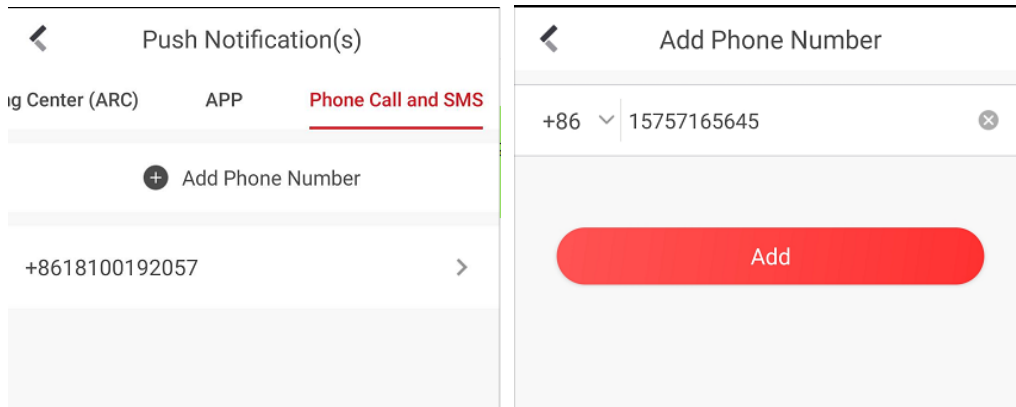 Push Notification(s)
ng Center (ARC) APP Phone Call and SMS
Add Phone Number
+8618100192057
Add Phone Number
+86 15757165645
Add